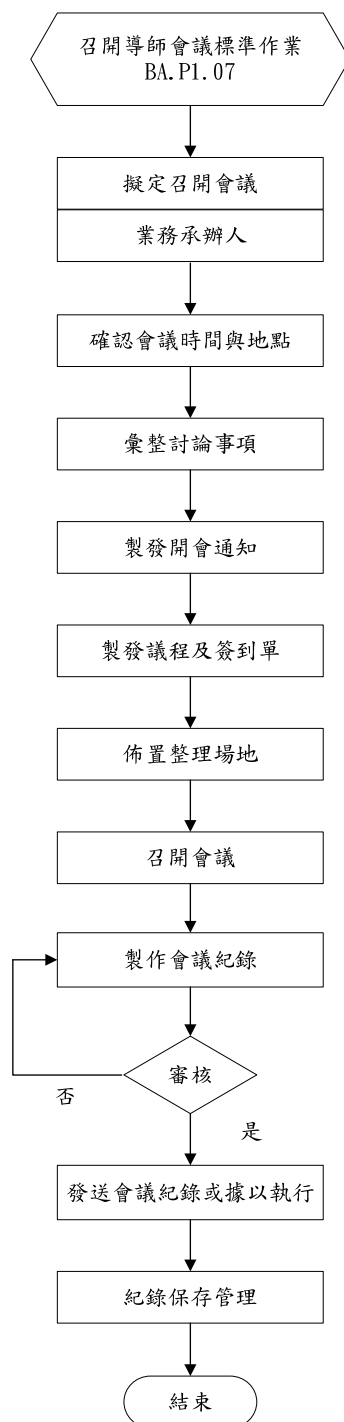 召開導師會議標準作業
BA.P1.07
擬定召開會議
業務承辦人
確認會議時間與地點
彙整討論事項
製發開會通知
製發議程及簽到單
佈置整理場地
召開會議
製作會議紀錄
審核
否
是
發送會議紀錄或據以執行
紀錄保存管理
結束